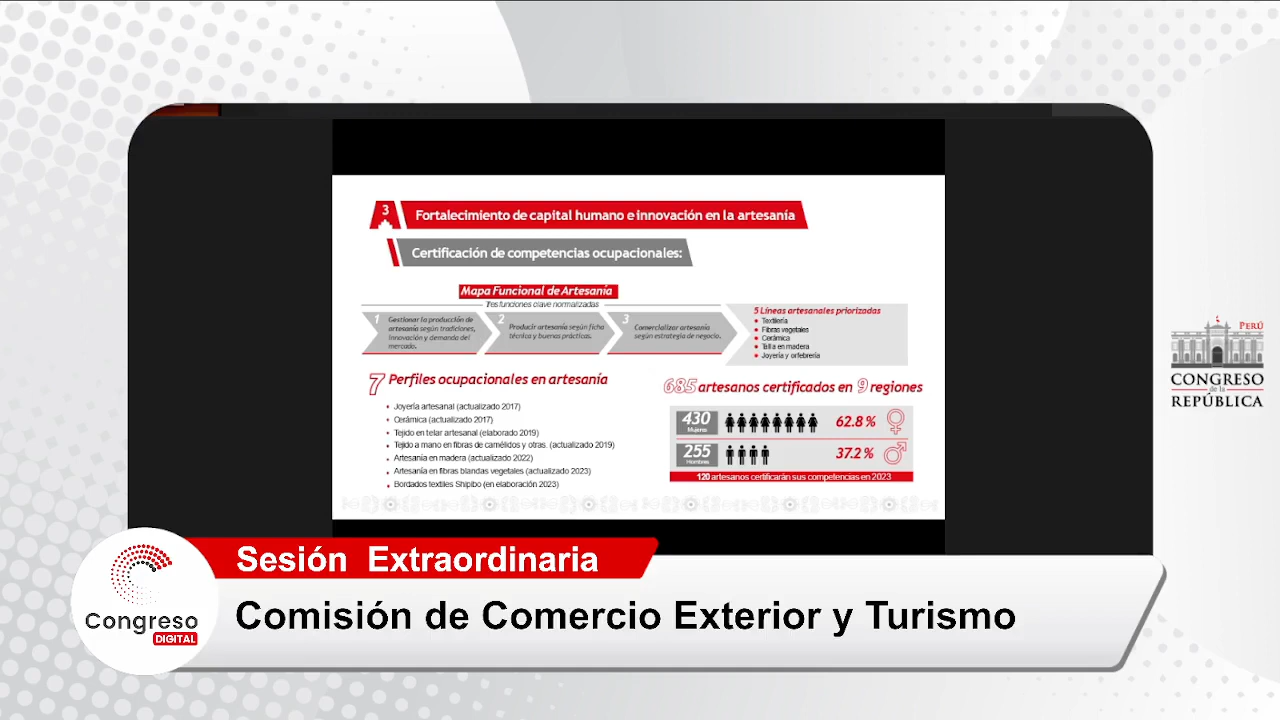 3
Fortalecimiento de capital humano e innovación en la artesanía
Certificación de competencias ocupacionales:
Mapa Funcional de Artesanía
Tres funciones clave normalizadas
1 Gestionar la producción de
artesanía según tradiciones,
innovación y demanda del
mercado.
2 Producir artesanía según ficha
técnica y buenas prácticas.
3 Comercializar artesanía
según estrategia de negocio.
5 Líneas artesanales priorizadas
• Textilería
• Fibras vegetales
• Cerámica
• Talla en madera
• Joyería y orfebrería
7 Perfiles ocupacionales en artesanía
• Joyería artesanal (actualizado 2017)
• Cerámica (actualizado 2017)
• Tejido en telar artesanal (elaborado 2019)
• Tejido a mano en fibras de camélidos y otras. (actualizado 2019)
• Artesanía en madera (actualizado 2022)
• Artesanía en fibras blandas vegetales (actualizado 2023)
• Bordados textiles Shipibo (en elaboración 2023)
685 artesanos certificados en 9 regiones
430
Mujeres
62.8 %
255
Hombres
37.2 %
120 artesanos certificarán sus competencias en 2023
PERÚ
CONGRESO
de la
REPÚBLICA
Sesión Extraordinaria
Comisión de Comercio Exterior y Turismo
Congreso
DIGITAL